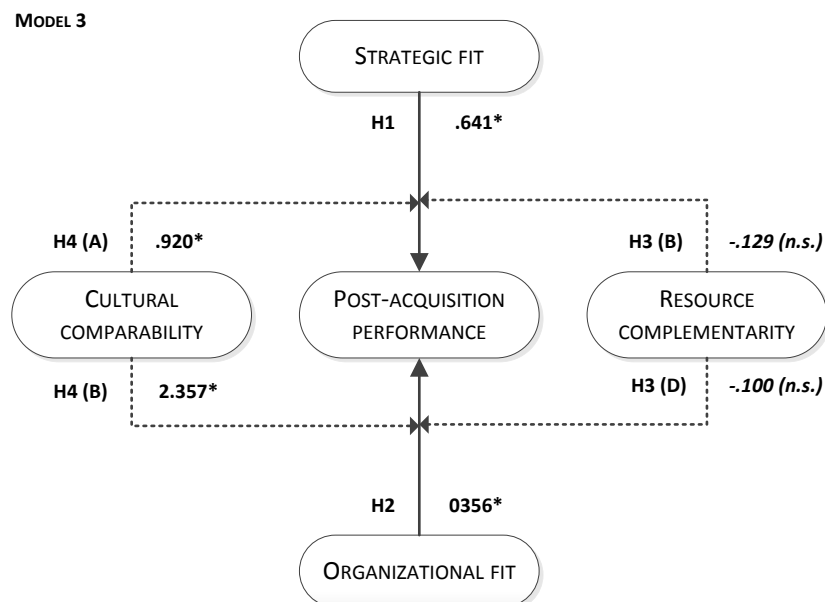 MODEL 3
STRATEGIC FIT
H1 .641*
H4 (A) .920*
H3 (B) -.129 (n.s.)
CULTURAL
COMPARABILITY
POST-ACQUISITION
PERFORMANCE
RESOURCE
COMPLEMENTARITY
H4 (B) 2.357*
H3 (D) -.100 (n.s.)
H2 0356*
ORGANIZATIONAL FIT